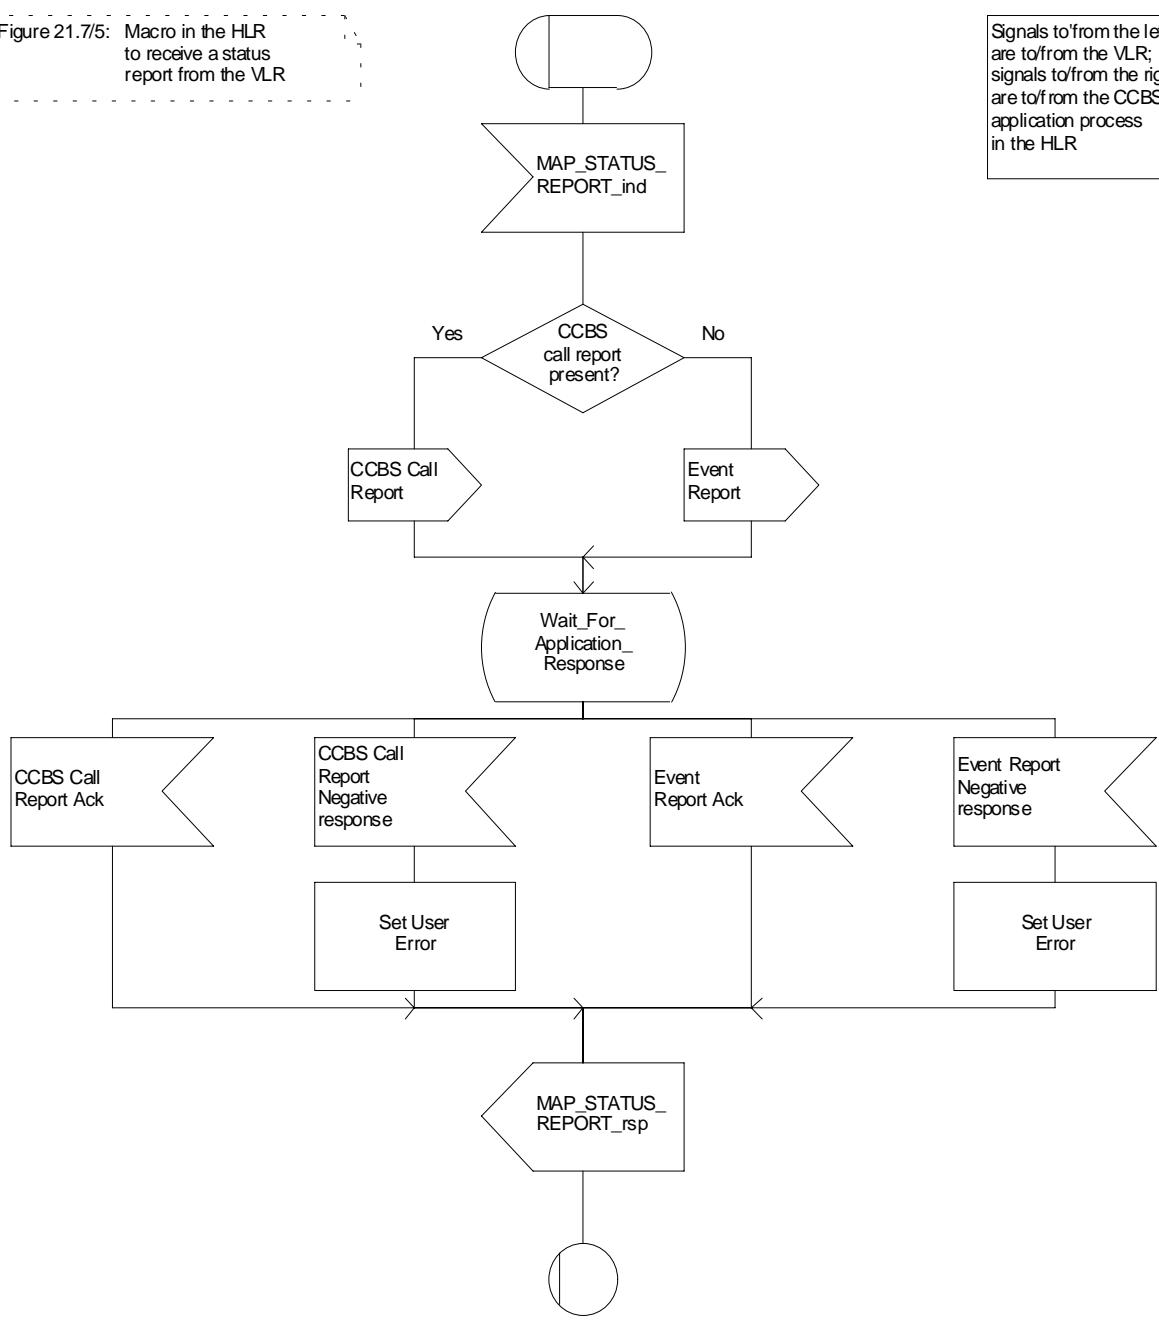 Figure 21.7/5: Macro in the HLR
to receive a status
report from the VLR
Signals to'from the le
are to/from the VLR;
signals to/from the rig
are to/from the CCBS
application process
in the HLR
MAP_STATUS_
REPORT_ind
Yes
CCBS
call report
present?
No
CCBS Call
Report
Event
Report
Wait_For_
Application_
Response
CCBS Call
Report Ack
CCBS Call
Report
Negative
response
Event
Report Ack
Event Report
Negative
response
Set User
Error
Set User
Error
MAP_STATUS_
REPORT_rsp